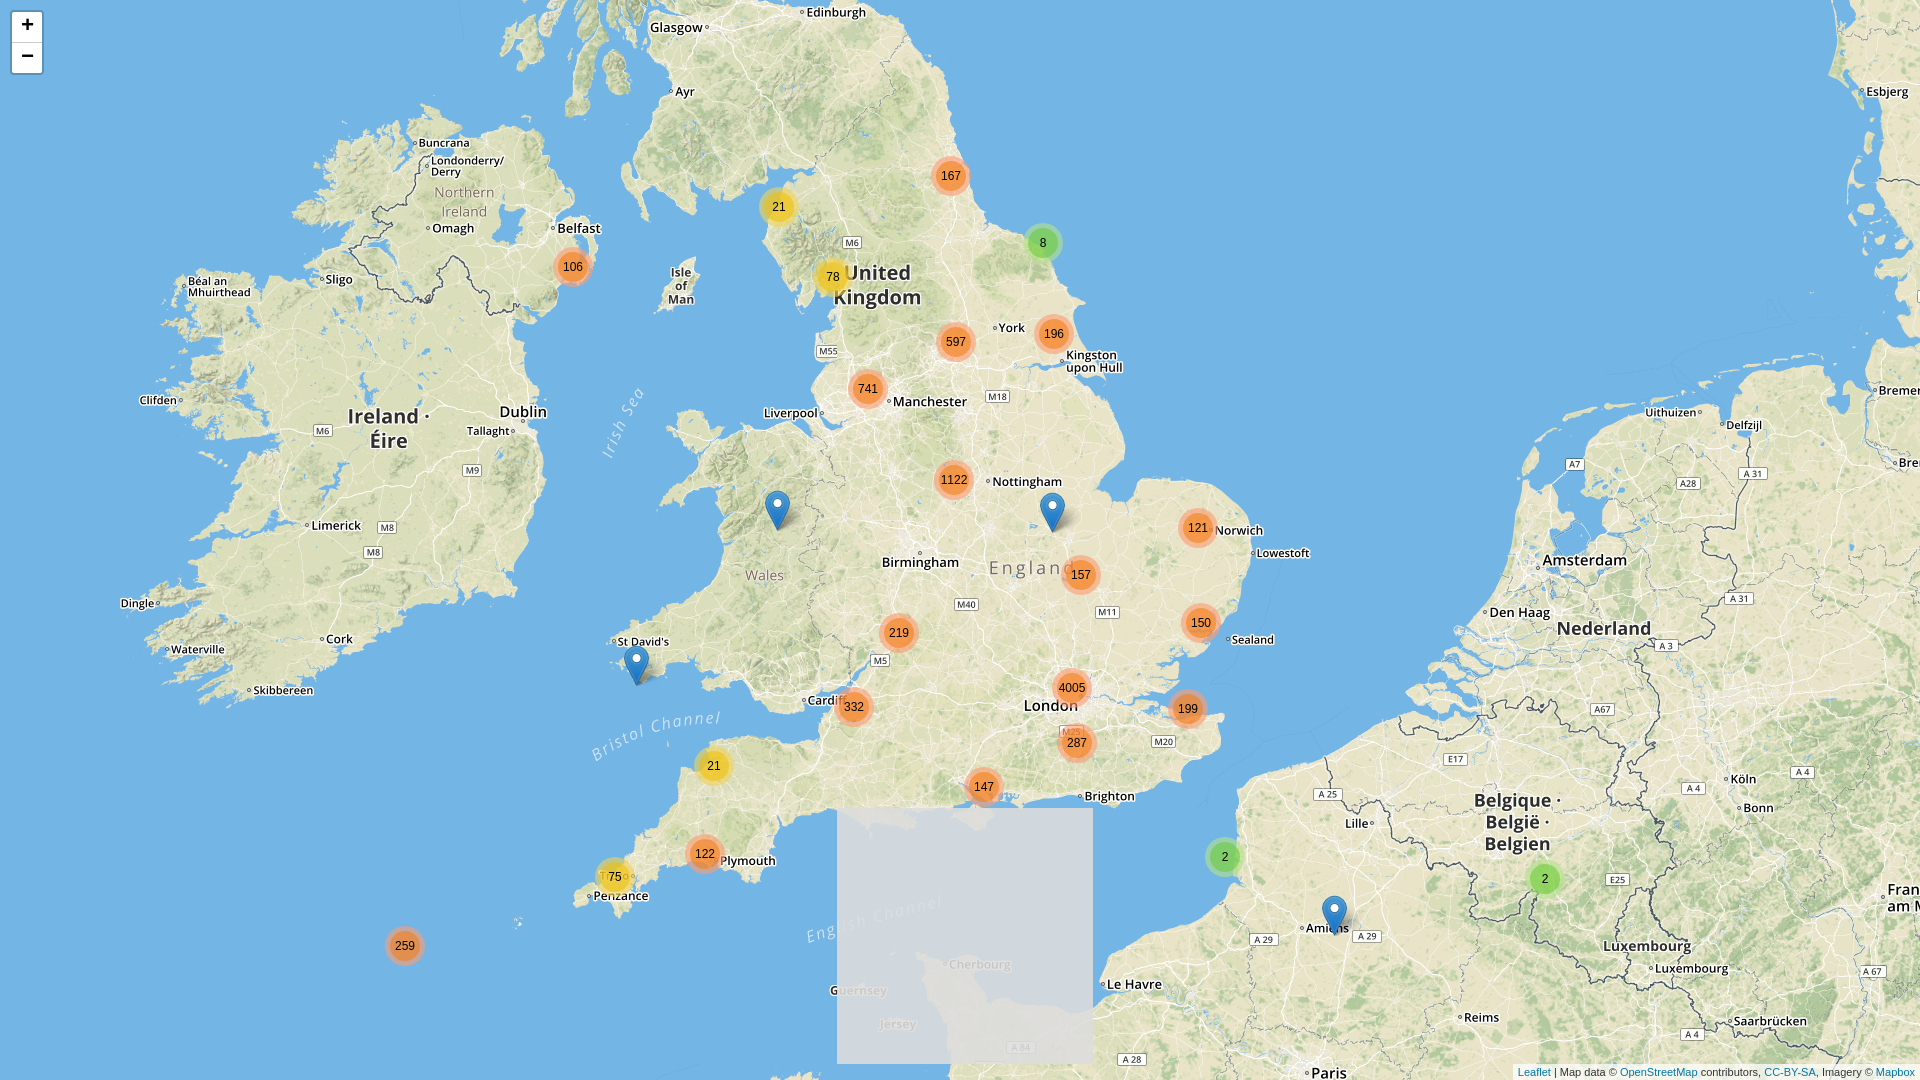 +
−
Edinburgh
Glasgow
Ayr
Esbjerg
Buncrana
Londonderry/
Derry
Northern
Ireland
Omagh
Belfast
106
167
21
8
M6
78
United
Kingdom
Isle
of
Man
Sligo
Béal an
Mhuirthead
York
196
597
Kingston
upon Hull
M55
741
Manchester
M18
Liverpool
Irish Sea
Clifden
Ireland ·
Éire
M6
Dublin
Tallaght
M9
Limerick
M8
M8
Dingle
Cork
Waterville
Skibbereen
1122
Nottingham
121
Norwich
Lowestoft
Birmingham
England
157
Wales
M40
M11
219
150
Sealand
St David's
M5
4005
London
Cardiff
332
199
M25
287
M20
Bristol Channel
21
147
Brighton
122
Plymouth
75
Penzance
259
English Channel
Cherbourg
Guernsey
Jersey
A 84
Uithuizen
Delfzijl
A7
A 31
A28
Amsterdam
Den Haag
A 31
Nederland
A 3
A67
E17
Köln
A 4
A 4
Bonn
A 25
Lille
Belgique ·
België ·
Belgien
2
2
E25
Amiens
A 29
A 29
Luxembourg
Luxembourg
A 67
Le Havre
Reims
Saarbrücken
A 4
A 28
Paris
Bremer
Bre
Fran
am M
Leaflet | Map data © OpenStreetMap contributors, CC-BY-SA, Imagery © Mapbox